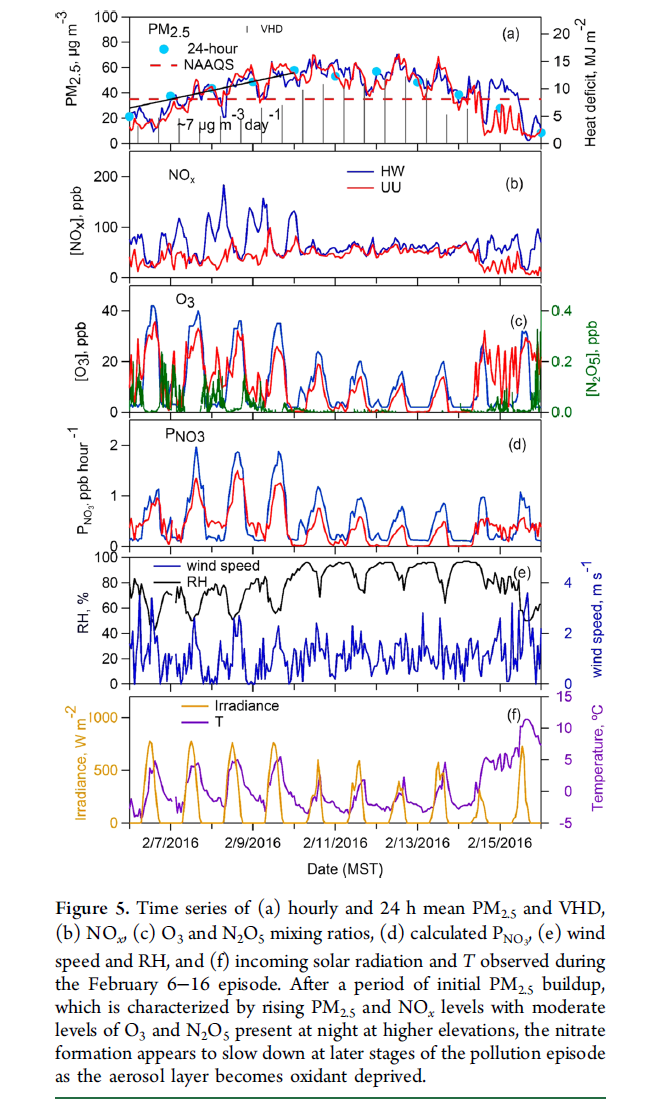 PM2.5
VHD
(a)
24-hour
NAAQS
~7 µg m-3 day-1
PM2.5, µg m-3
100
80
60
40
20
0
Heat deficit, MJ m-2
20
15
10
5
0
NOx
HW
UU
(b)
[NOx], ppb
200
100
0
O3
(c)
[O3], ppb
40
20
0
[N2O5], ppb
0.4
0.2
0.0
PNO3
(d)
PNO3, ppb hour-1
2
1
0
wind speed
RH
(e)
RH, %
100
80
60
40
20
0
wind speed, m s-1
4
2
0
Irradiance
T
(f)
Irradiance, W m-2
1000
500
0
Temperature, ºC
15
10
5
0
-5
2/7/2016 2/9/2016 2/11/2016 2/13/2016 2/15/2016
Date (MST)
Figure 5. Time series of (a) hourly and 24 h mean PM2.5 and VHD,
(b) NOx, (c) O3 and N2O5 mixing ratios, (d) calculated PNO3, (e) wind
speed and RH, and (f) incoming solar radiation and T observed during
the February 6−16 episode. After a period of initial PM2.5 buildup,
which is characterized by rising PM2.5 and NOx levels with moderate
levels of O3 and N2O5 present at night at higher elevations, the nitrate
formation appears to slow down at later stages of the pollution episode
as the aerosol layer becomes oxidant deprived.